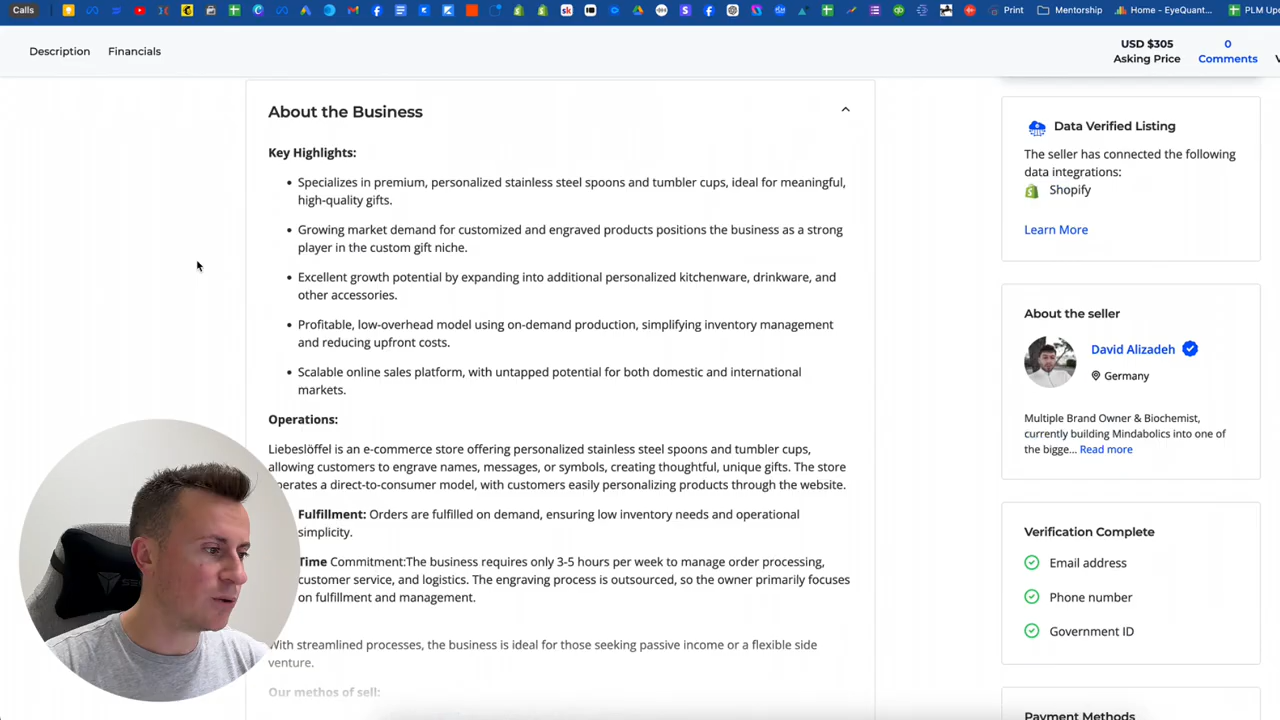 Calls
Print
Mentorship
Home - EyeQuant...
PLM Upd
Description
Financials
USD $305
Asking Price
0
Comments
About the Business
Key Highlights:
Specializes in premium, personalized stainless steel spoons and tumbler cups, ideal for meaningful,
high-quality gifts.
Growing market demand for customized and engraved products positions the business as a strong
player in the custom gift niche.
Excellent growth potential by expanding into additional personalized kitchenware, drinkware, and
other accessories.
Profitable, low-overhead model using on-demand production, simplifying inventory management
and reducing upfront costs.
Scalable online sales platform, with untapped potential for both domestic and international
markets.
Operations:
Liebeslöffel is an e-commerce store offering personalized stainless steel spoons and tumbler cups,
allowing customers to engrave names, messages, or symbols, creating thoughtful, unique gifts. The store
erates a direct-to-consumer model, with customers easily personalizing products through the website.
Fulfillment: Orders are fulfilled on demand, ensuring low inventory needs and operational
simplicity.
Time Commitment:The business requires only 3-5 hours per week to manage order processing,
customer service, and logistics. The engraving process is outsourced, so the owner primarily focuses
on fulfillment and management.
With streamlined processes, the business is ideal for those seeking passive income or a flexible side
venture.
Our methos of sell:
Data Verified Listing
The seller has connected the following
data integrations:
Shopify
Learn More
About the seller
David Alizadeh
Germany
Multiple Brand Owner & Biochemist,
currently building Mindabolics into one of
the bigge... Read more
Verification Complete
Email address
Phone number
Government ID
Payment Methods